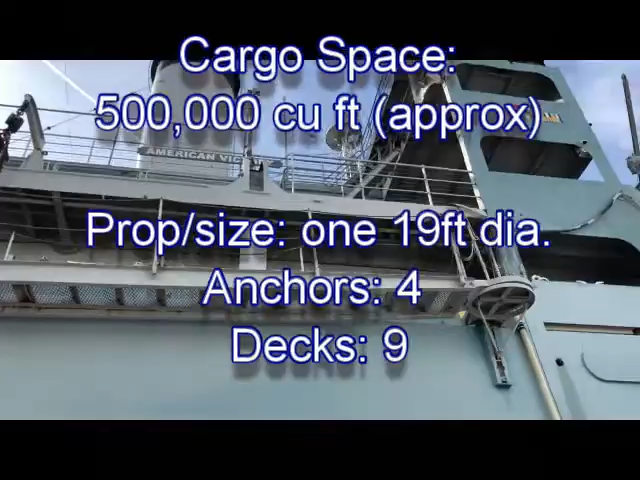 Cargo Space:
500,000 cu ft (approx)
AMERICAN VIC
Prop/size: one 19ft dia.
Anchors: 4
Decks: 9